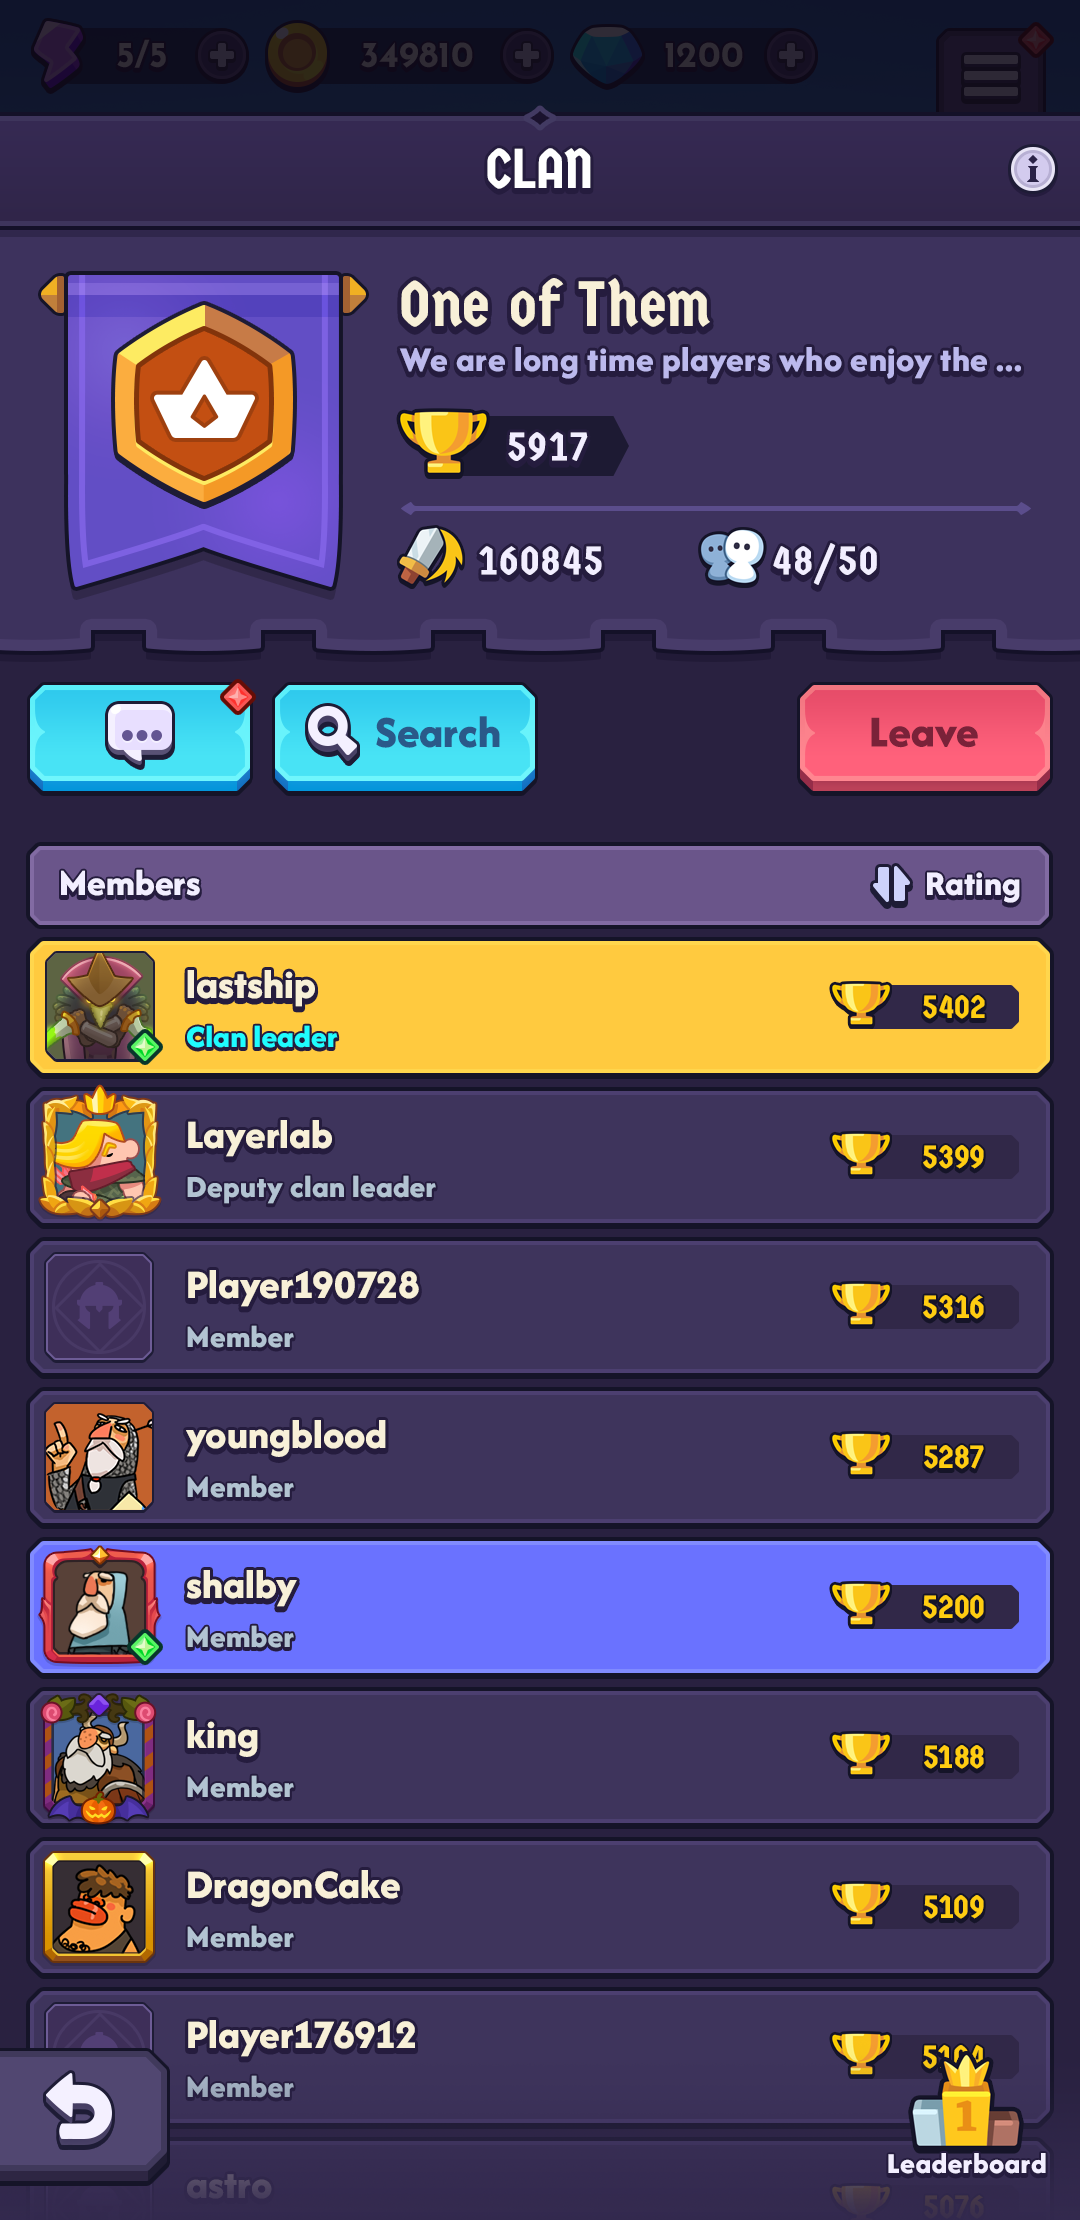 5/5
349810
1200
CLAN
One of Them
We are long time players who enjoy the ...
5917
160845
48/50
Search
Leave
Members
Rating
lastship
Clan leader
5402
Layerlab
Deputy clan leader
5399
Player190728
Member
5316
youngblood
Member
5287
shalby
Member
5200
king
Member
5188
DragonCake
Member
5109
Player176912
Member
1
Leaderboard
astro
5076